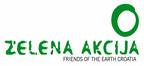 ZELENA AKCIJA
FRIENDS OF THE EARTH CROATIA